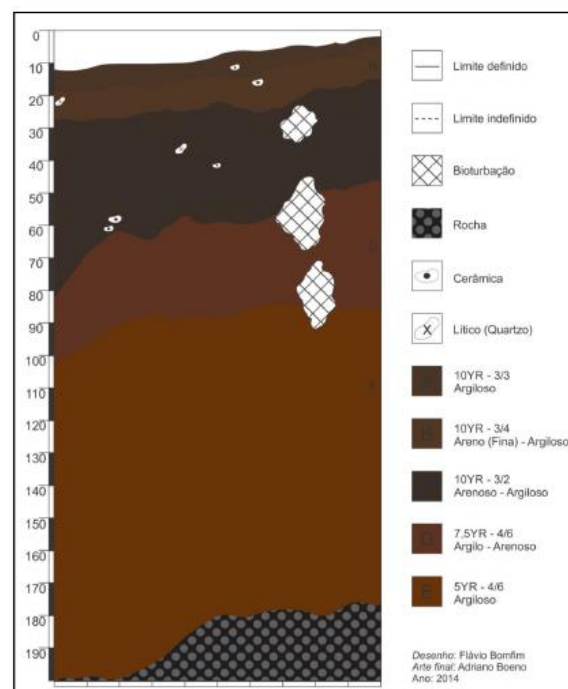 0
10
20
30
40
50
60
70
80
90
100
110
120
130
140
150
160
170
180
190
Limite definido
Limite indefinido
Bioturbação
Rocha
Cerâmica
X
Lítico (Quartzo)
10YR - 3/3
Argiloso
10YR - 3/4
Areno (Fina) - Argiloso
10YR - 3/2
Arenoso - Argiloso
D
7,5YR - 4/6
Argilo - Arenoso
E
5YR - 4/6
Argiloso
Desenho: Flávio Bomfim
Arte final: Adriano Boeno
Ano: 2014